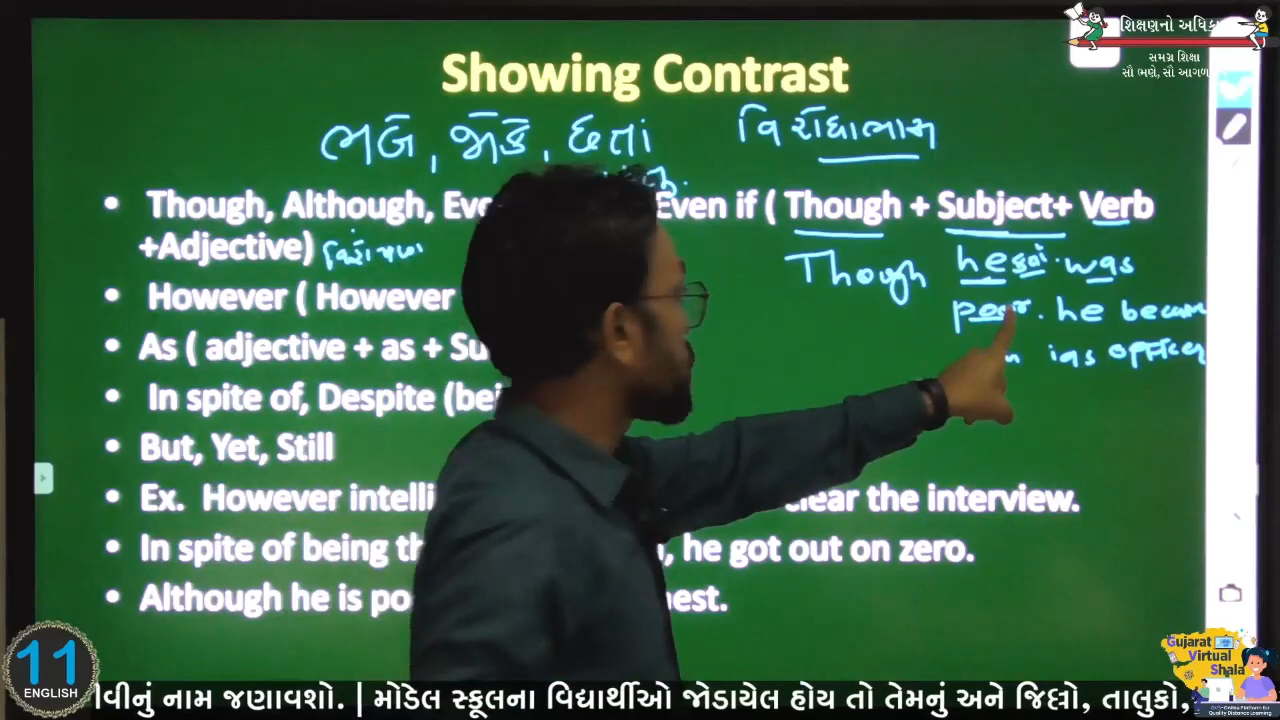 શિક્ષણનો અધિકા
સમગ્ર શિક્ષા
સૌ ભણે, સૌ આગળ
Showing Contrast
ભલે, જોકે, છતાં વિરોધાભાસ
Though, Although, Eve Even if ( Though + Subject+ Verb
+Adjective) વિશેષણ
Though he કર્તા was
poor. he becam
ias officer
However ( However
As ( adjective + as + Su
In spite of, Despite (bei
But, Yet, Still
Ex. However intelli clear the interview.
In spite of being th , he got out on zero.
Although he is po nest.
11
ENGLISH
Gujarat
Virtual
Shala
વીનું નામ જણાવશો. | મોડેલ સ્કૂલના વિદ્યાર્થીઓ જોડાયેલ હોય તો તેમનું અને જિલ્લો, તાલુકો,